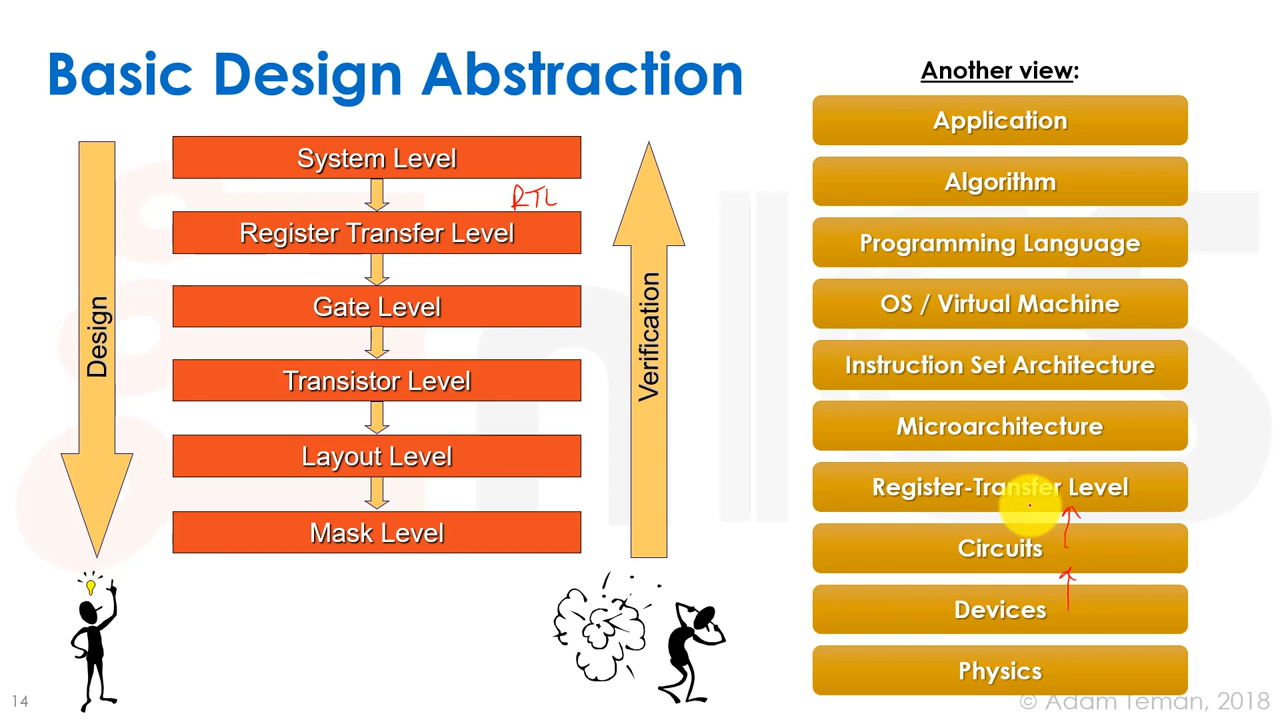 Basic Design Abstraction
Design
System Level
RTL
Register Transfer Level
Gate Level
Transistor Level
Layout Level
Mask Level
Verification
Another view:
Application
Algorithm
Programming Language
OS / Virtual Machine
Instruction Set Architecture
Microarchitecture
Register-Transfer Level
Circuits
Devices
Physics
14
© Adam Teman, 2018